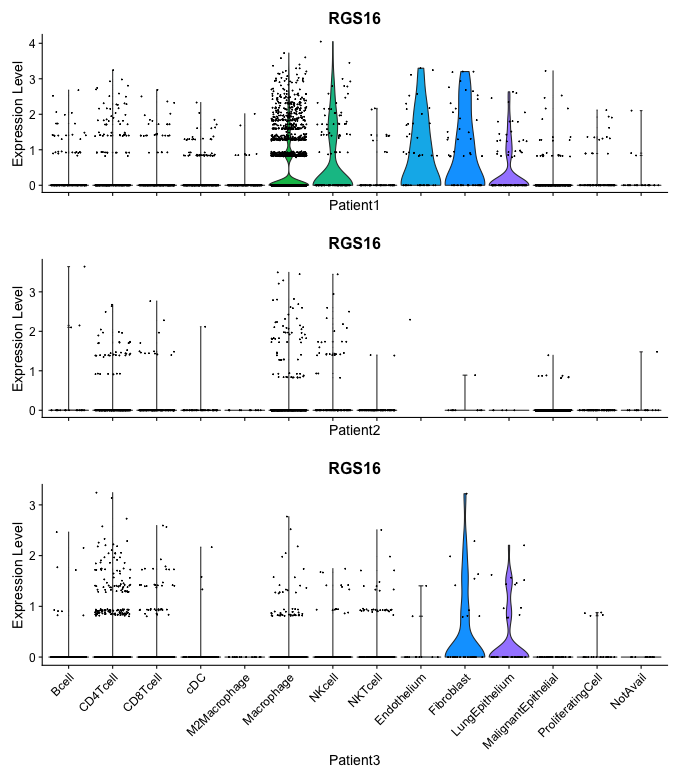 RGS16
Expression Level
4
3
2
1
0
Patient1
RGS16
Expression Level
3
2
1
0
Patient2
RGS16
Expression Level
3
2
1
0
Bcell
CD4Tcell
CD8Tcell
cDC
M2Macrophage
Macrophage
NKcell
NKTcell
Endothelium
Fibroblast
LungEpithelium
MalignantEpithelial
ProliferatingCell
NotAvail
Patient3